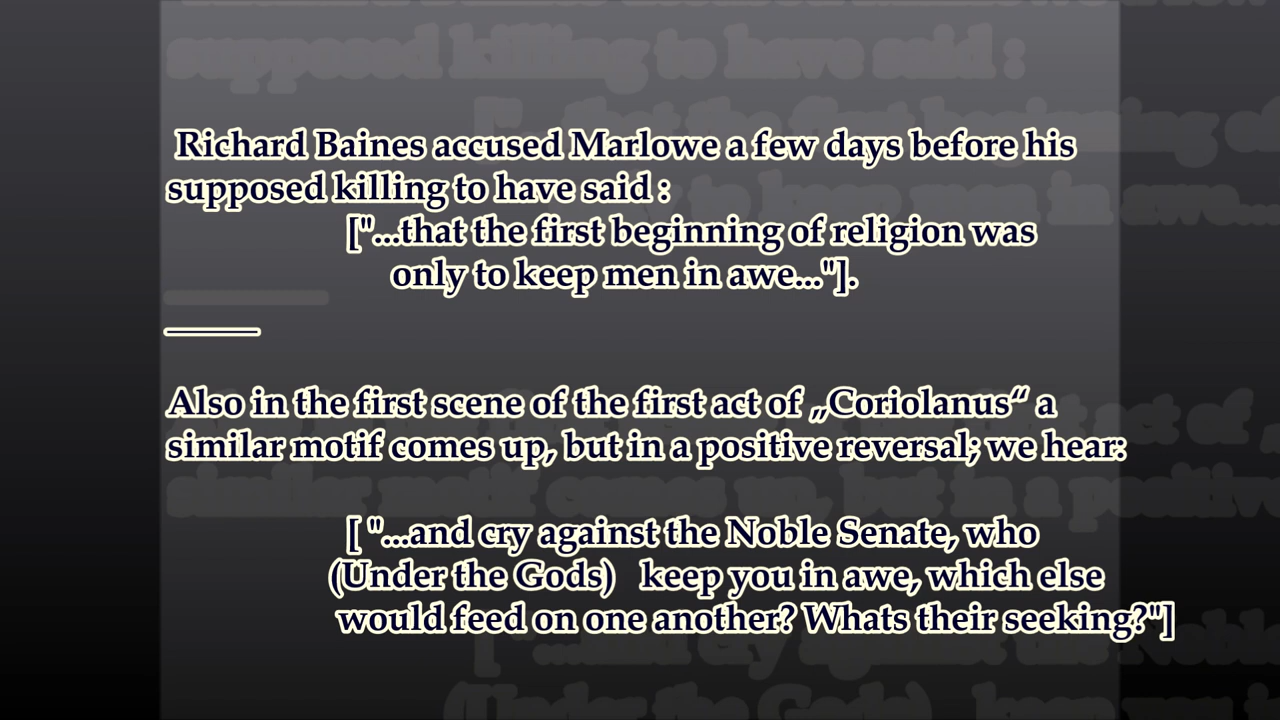 Richard Baines accused Marlowe a few days before his
supposed killing to have said :
["...that the first beginning of religion was
only to keep men in awe..."].
Also in the first scene of the first act of „Coriolanus“ a
similar motif comes up, but in a positive reversal; we hear:
[ "...and cry against the Noble Senate, who
(Under the Gods) keep you in awe, which else
would feed on one another? Whats their seeking?"]